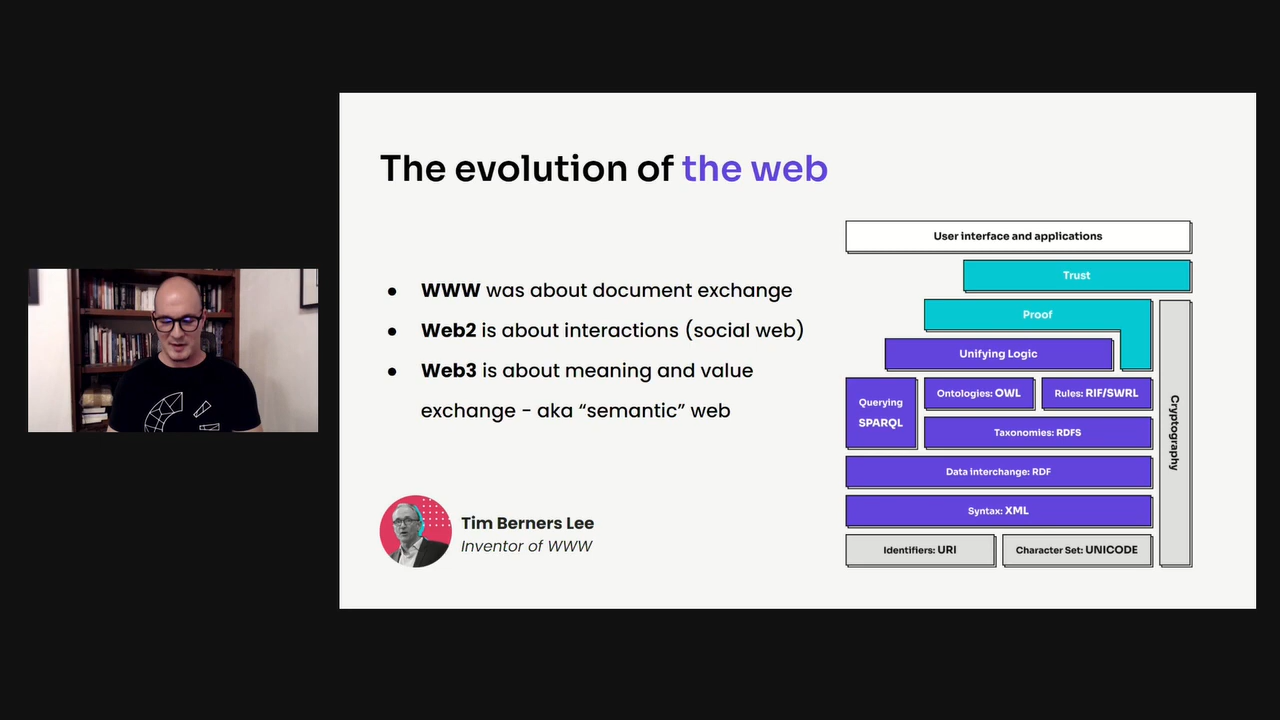 The evolution of the web
● WWW was about document exchange
● Web2 is about interactions (social web)
● Web3 is about meaning and value
exchange - aka “semantic” web
Tim Berners Lee
Inventor of WWW
User interface and applications
Trust
Proof
Unifying Logic
Querying
SPARQL
Ontologies: OWL
Rules: RIF/SWRL
Taxonomies: RDFS
Data interchange: RDF
Syntax: XML
Identifiers: URI
Character Set: UNICODE
Cryptography